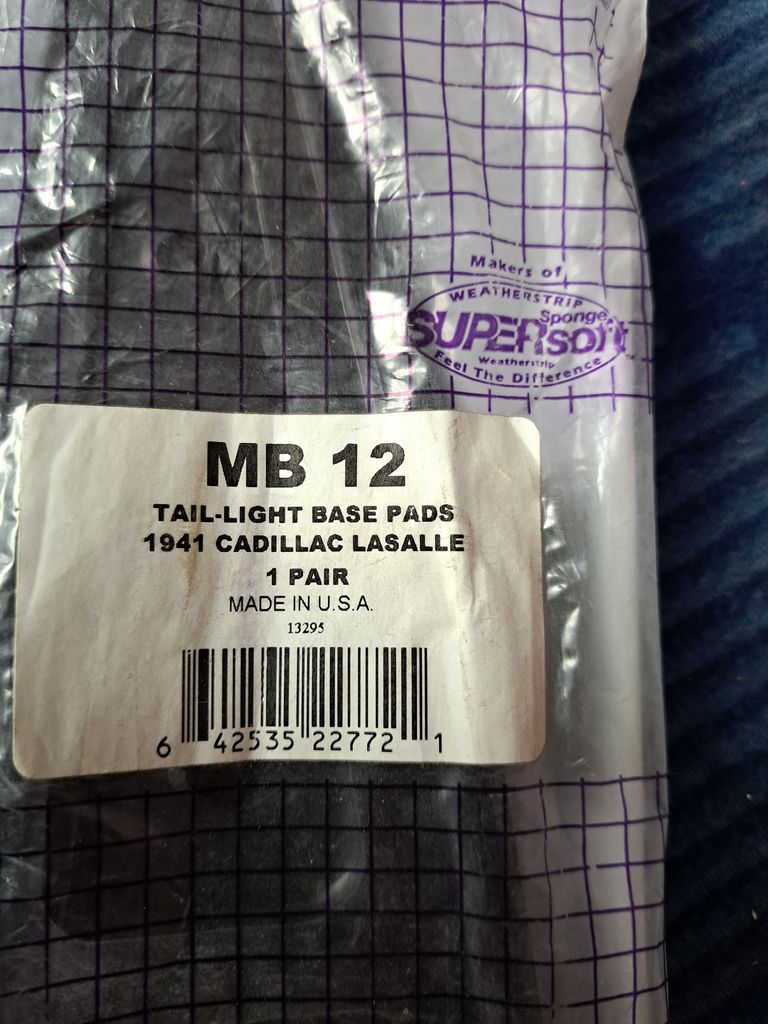 Makers of
WEATHERSTRIP
Sponge
SUPERsoft™
Weatherstrip
Feel The Difference
MB 12
TAIL-LIGHT BASE PADS
1941 CADILLAC LASALLE
1 PAIR
MADE IN U.S.A.
13295
6 42535 22772 1